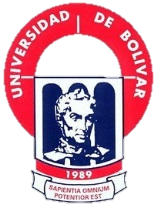 UNIVERSIDAD DE BOLIVAR
1989
SAPIENTIA OMNIUM
POTENTIOR EST